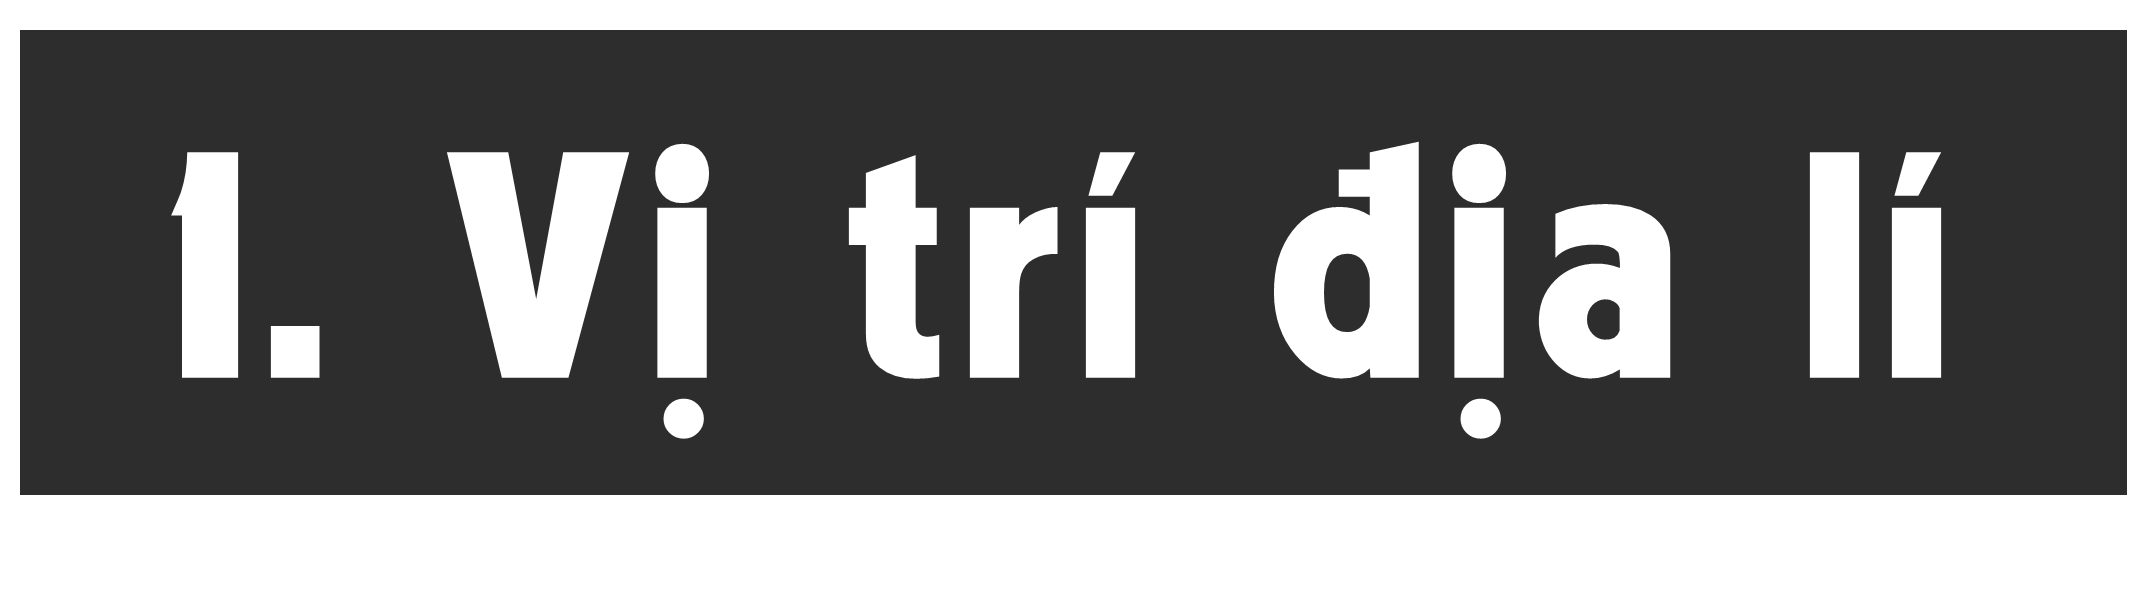 1. Vị trí địa lí